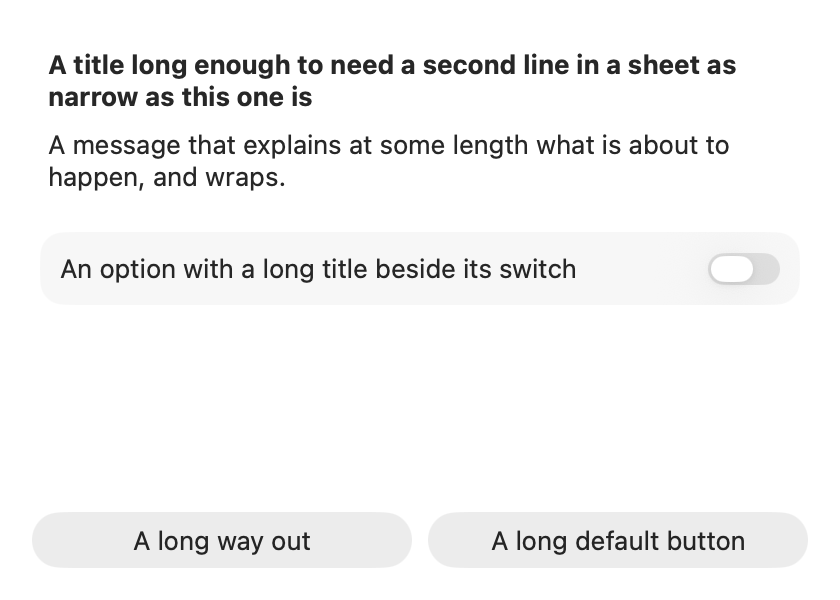 A title long enough to need a second line in a sheet as
narrow as this one is
A message that explains at some length what is about to
happen, and wraps.
An option with a long title beside its switch
A long way out
A long default button